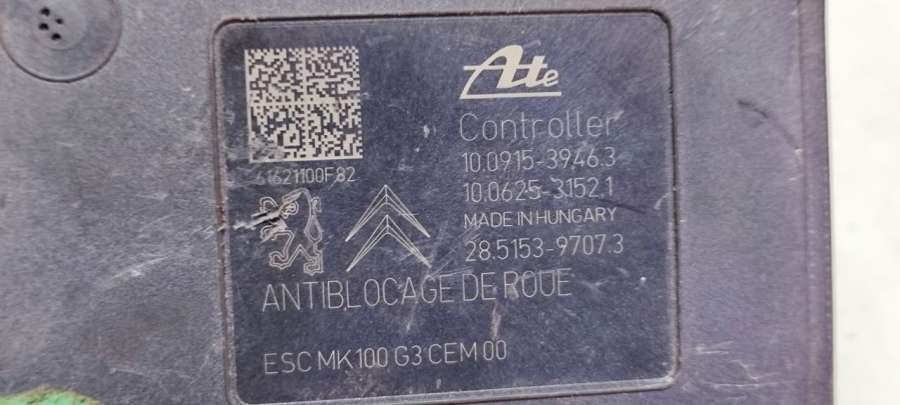 Ate
Controller
10.0915-3946.3
10.0625-3152.1
MADE IN HUNGARY
28.5153-9707.3
61621100F82
ANTIBLOCAGE DE ROUE
ESC MK100 G3 CEM 00